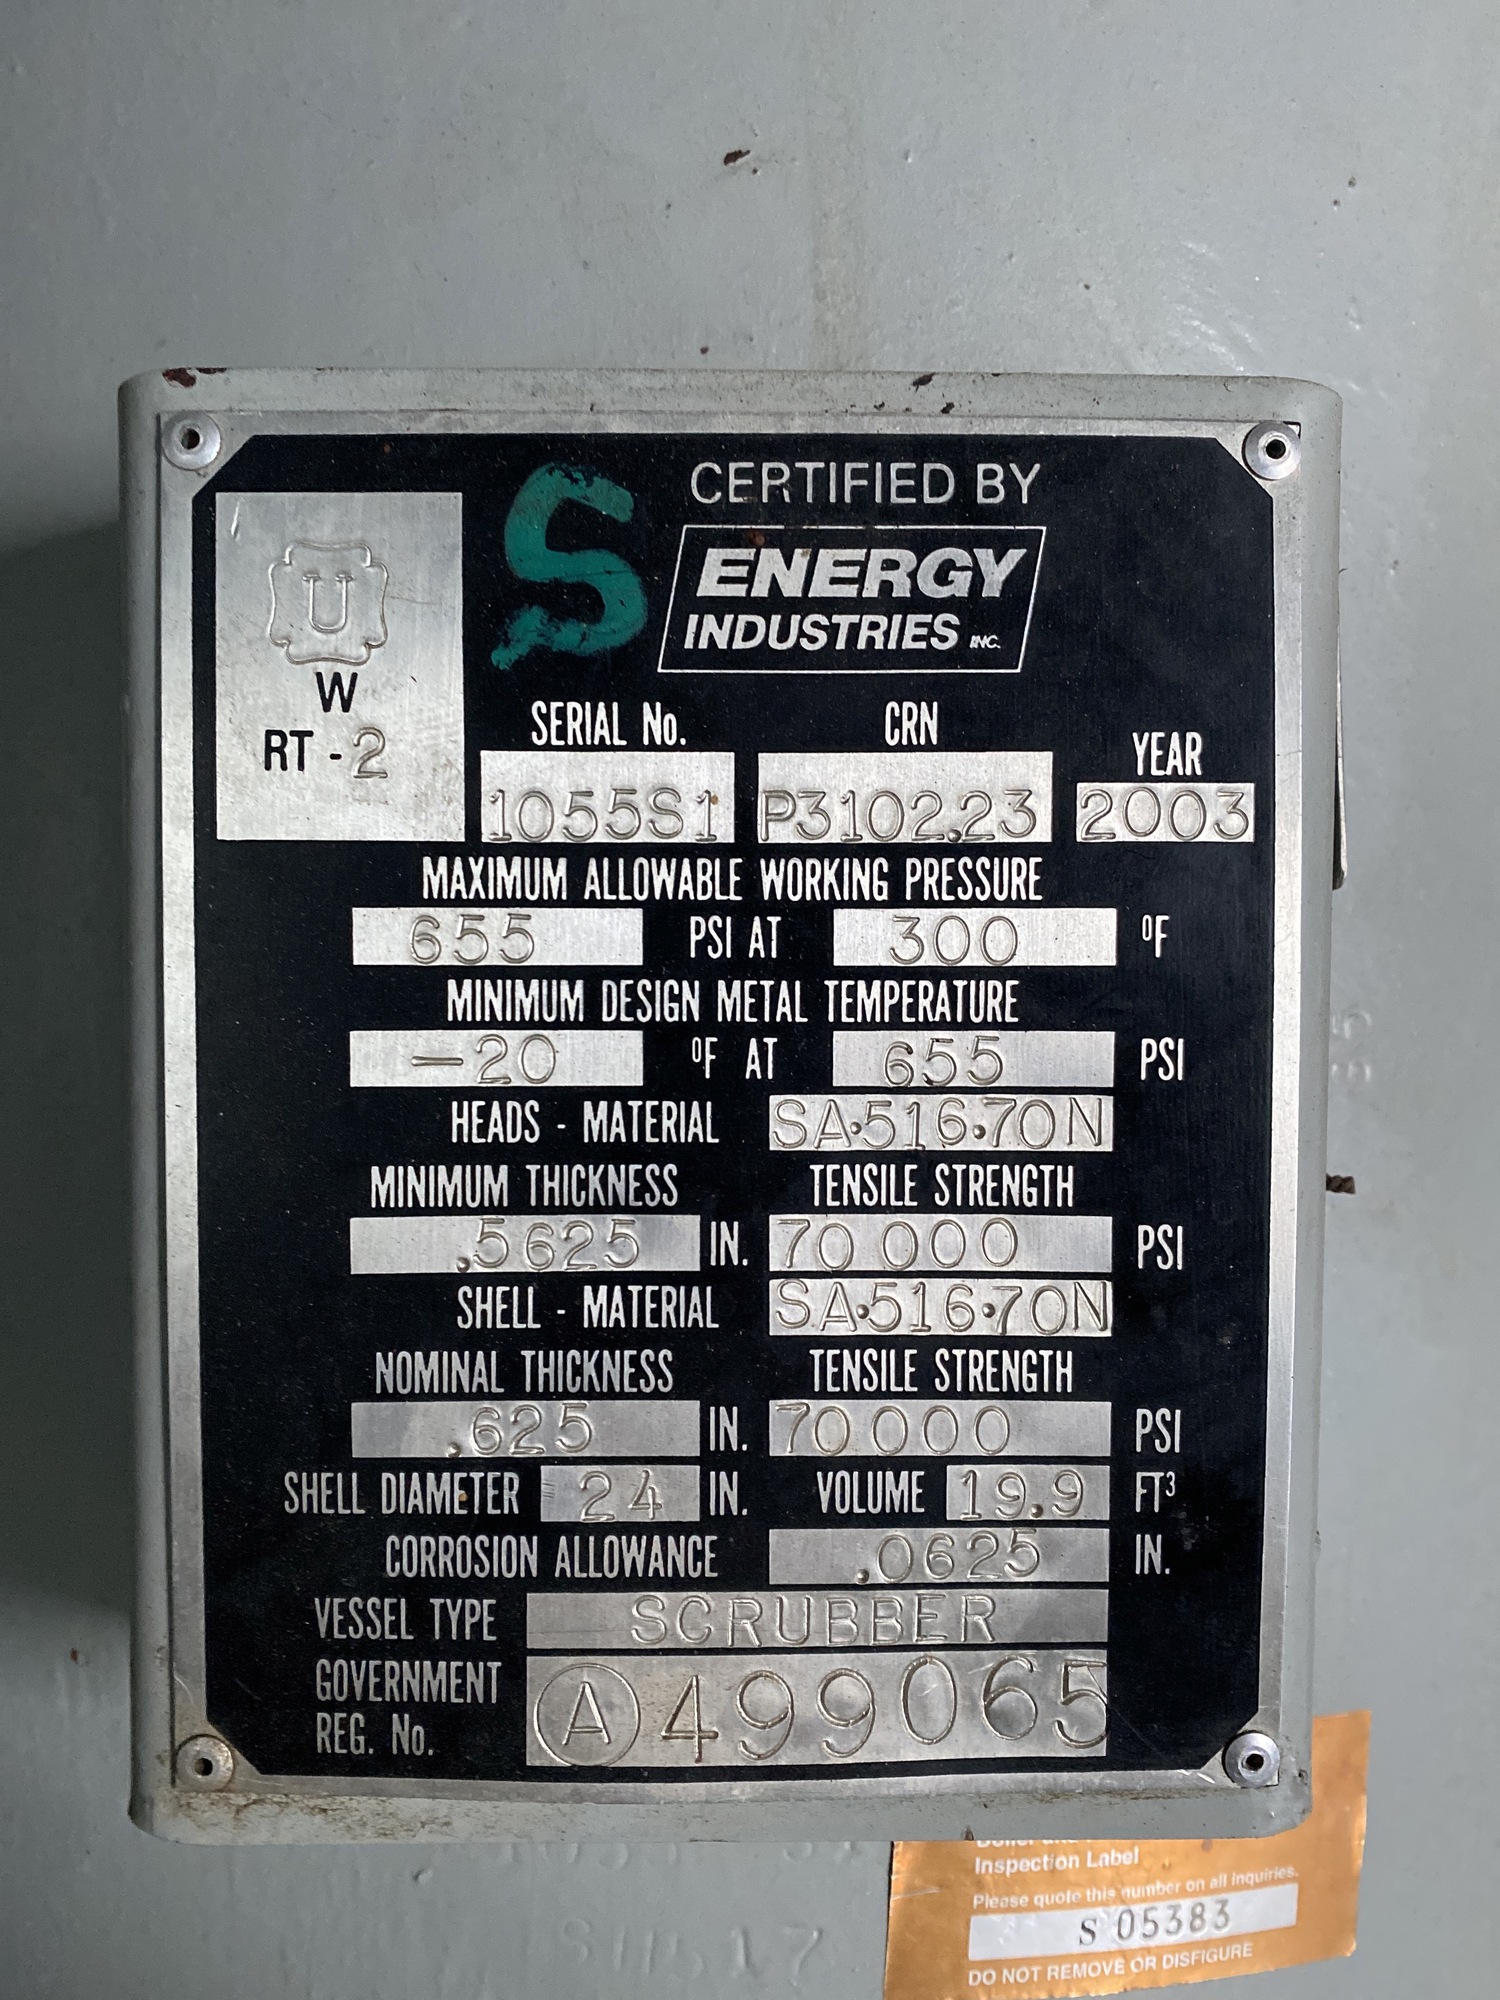 S
CERTIFIED BY
ENERGY
INDUSTRIES INC.
U
W
RT - 2
SERIAL No. CRN YEAR
1055S1 P3102.23 2003
MAXIMUM ALLOWABLE WORKING PRESSURE
655 PSI AT 300 °F
MINIMUM DESIGN METAL TEMPERATURE
-20 °F AT 655 PSI
HEADS - MATERIAL SA·516·70N
MINIMUM THICKNESS TENSILE STRENGTH
.5625 IN. 70 000 PSI
SHELL - MATERIAL SA·516·70N
NOMINAL THICKNESS TENSILE STRENGTH
.625 IN. 70 000 PSI
SHELL DIAMETER 24 IN. VOLUME 19.9 FT³
CORROSION ALLOWANCE .0625 IN.
VESSEL TYPE SCRUBBER
GOVERNMENT
REG. No. A 499065
Inspection Label
Please quote this number on all inquiries.
S 05383
DO NOT REMOVE OR DISFIGURE